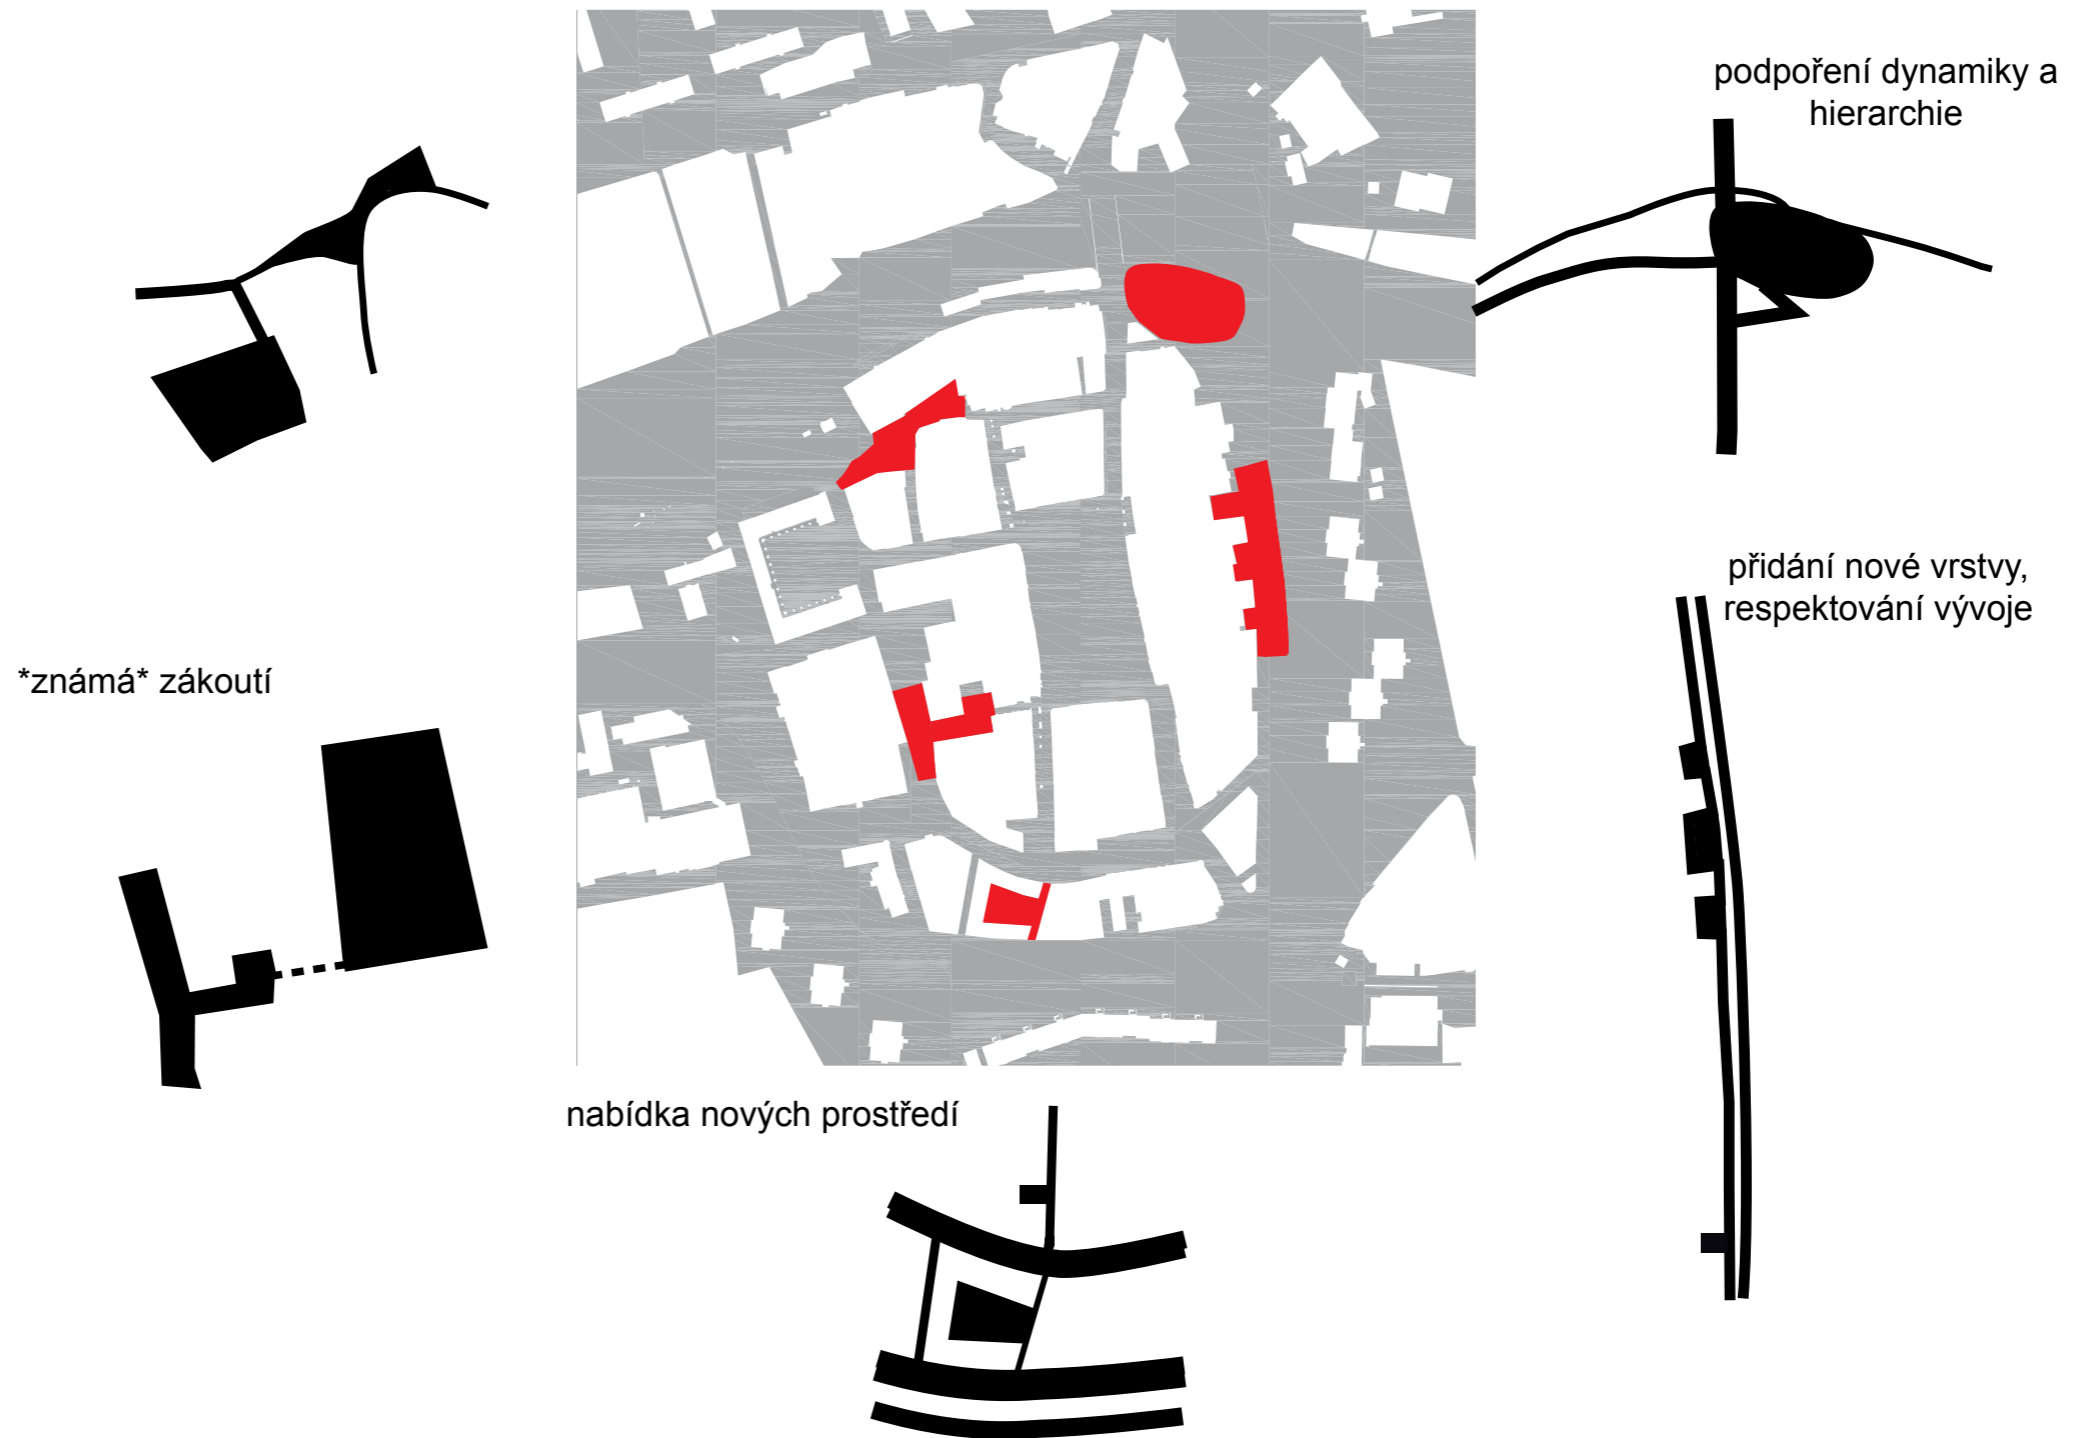 podpoření dynamiky a
hierarchie
přidání nové vrstvy,
respektování vývoje
*známá* zákoutí
nabídka nových prostředí